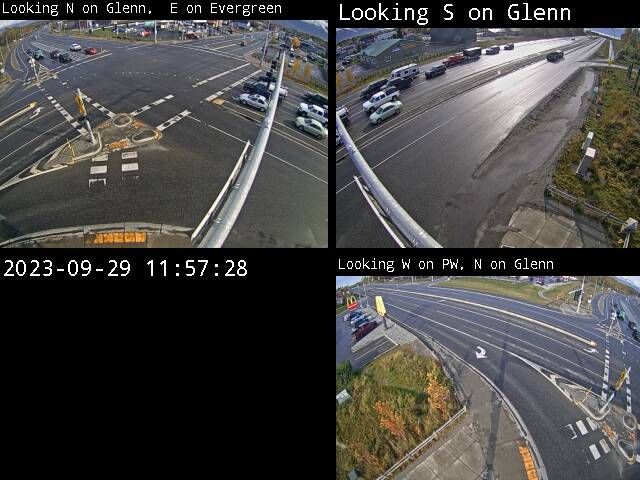 Looking N on Glenn,  E on Evergreen
Looking S on Glenn
2023-09-29 11:57:28
Looking W on PW, N on Glenn